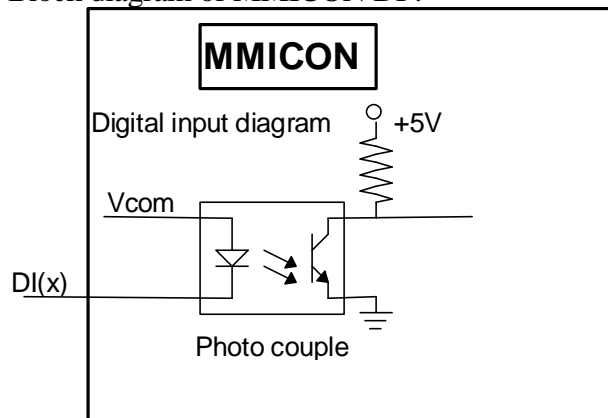 MMICON
Digital input diagram
+5V
Vcom
DI(x)
Photo couple